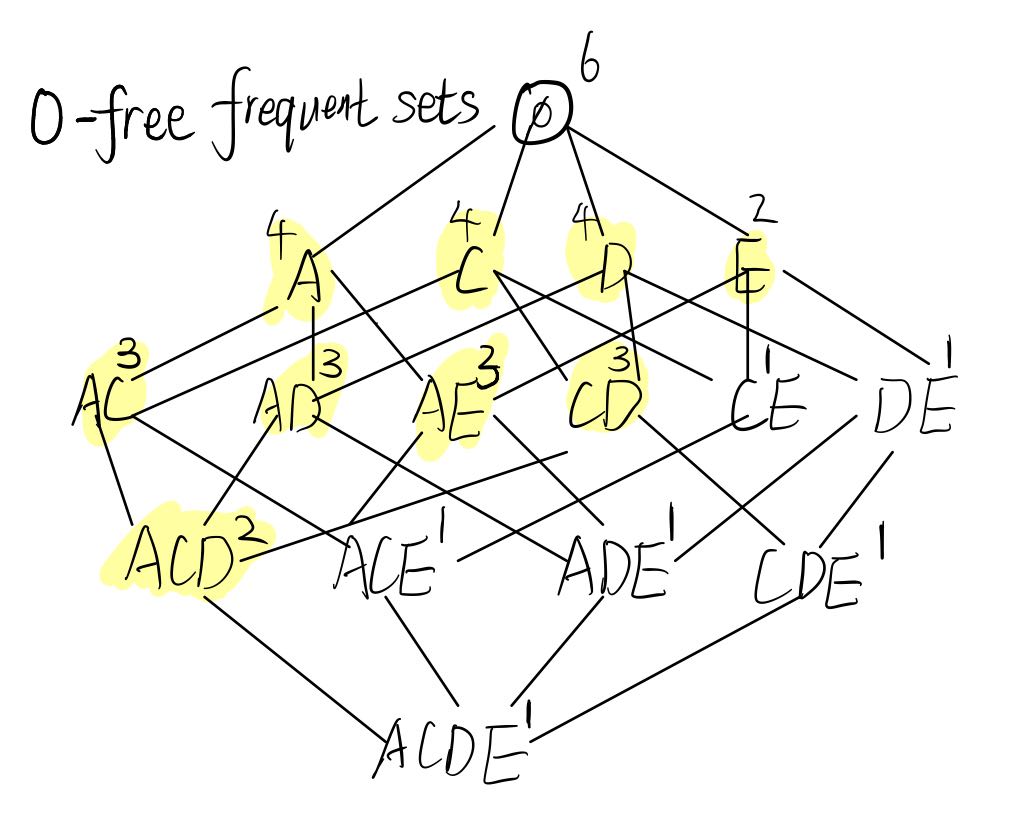 6
0-free frequent sets ∅
4 4 4 2
A C D E
3 3 3 3 1 1
AC AD AE CD CE DE
2 1 1 1
ACD ACE ADE CDE
1
ACDE